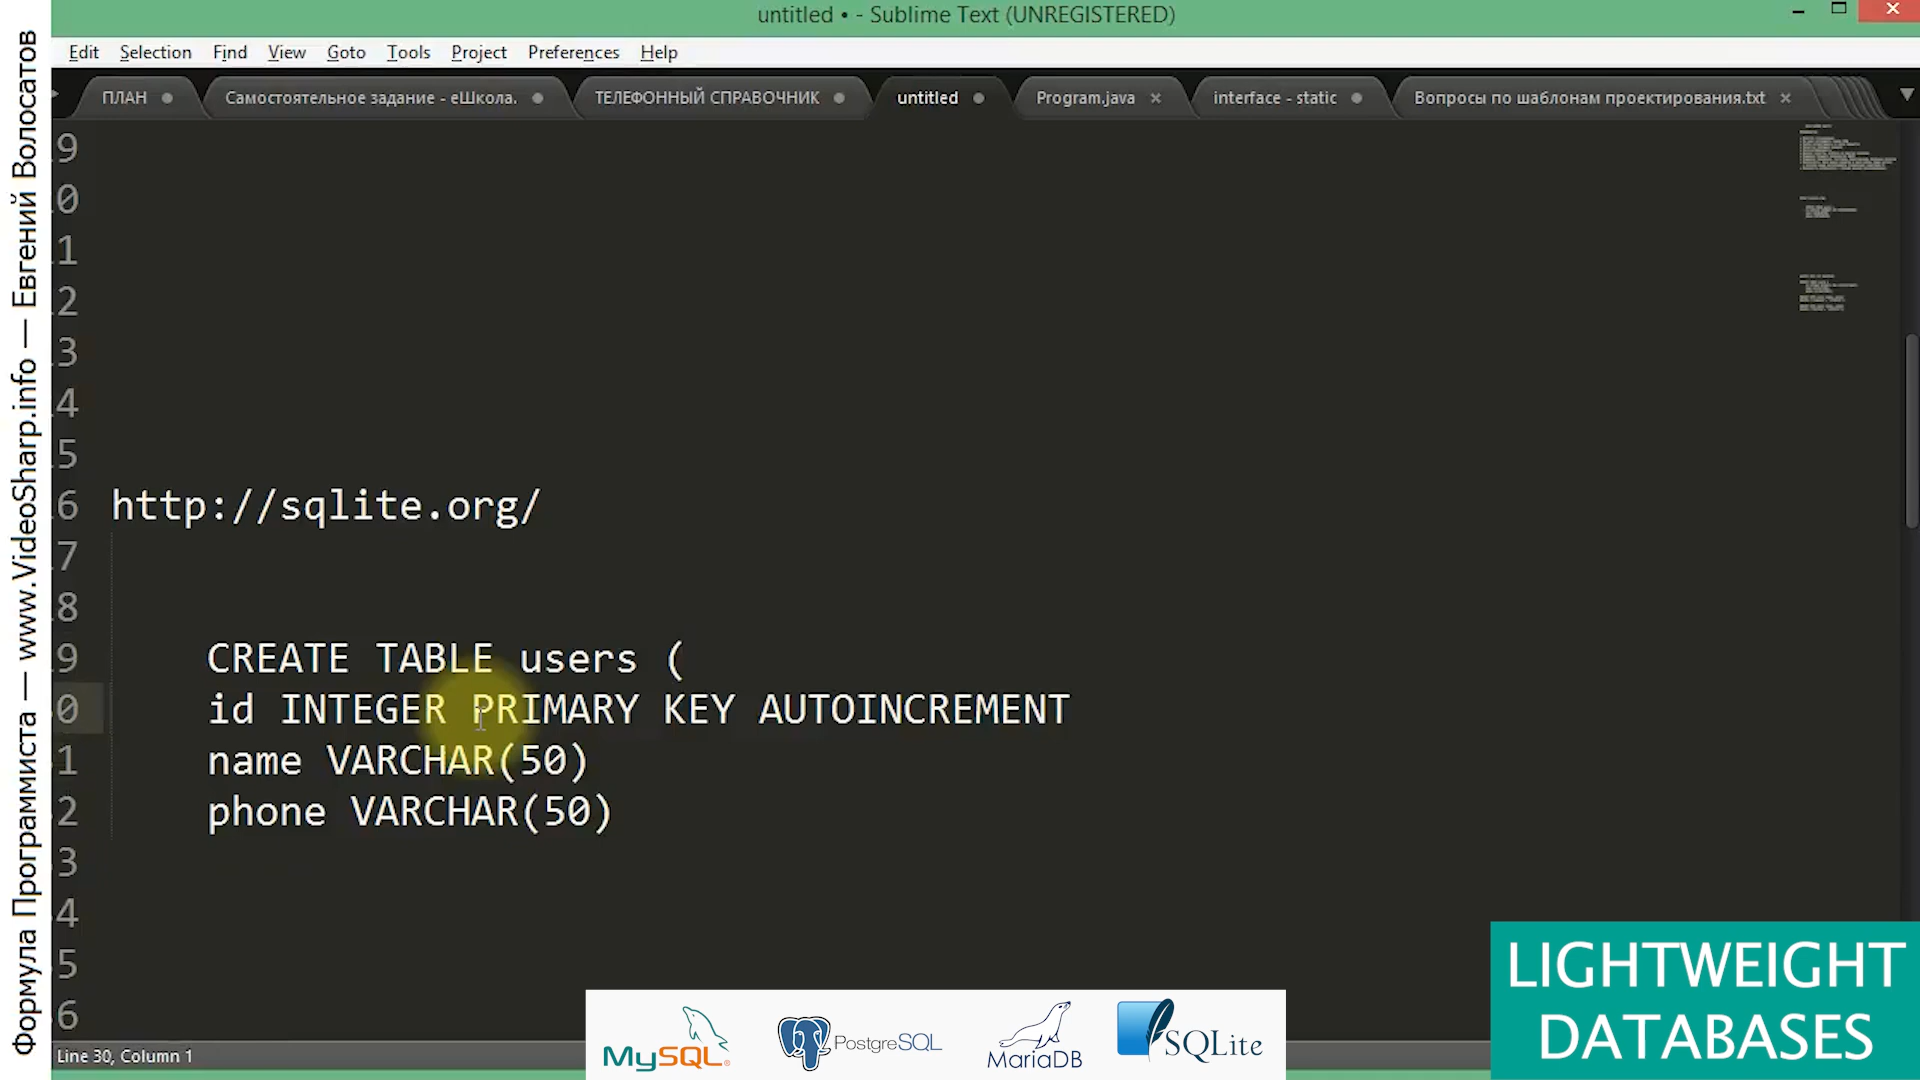 untitled • - Sublime Text (UNREGISTERED)
Edit Selection Find View Goto Tools Project Preferences Help
ПЛАН
Самостоятельное задание - еШкола.
ТЕЛЕФОННЫЙ СПРАВОЧНИК
untitled
Program.java
interface - static
Вопросы по шаблонам проектирования.txt
9
0
1
2
3
4
5
6 http://sqlite.org/
7
8
9 CREATE TABLE users (
0 id INTEGER PRIMARY KEY AUTOINCREMENT
1 name VARCHAR(50)
2 phone VARCHAR(50)
3
4
5
6
Line 30, Column 1
Формула Программиста — www.VideoSharp.info — Евгений Волосатов
MySQL
PostgreSQL
MariaDB
SQLite
LIGHTWEIGHT
DATABASES